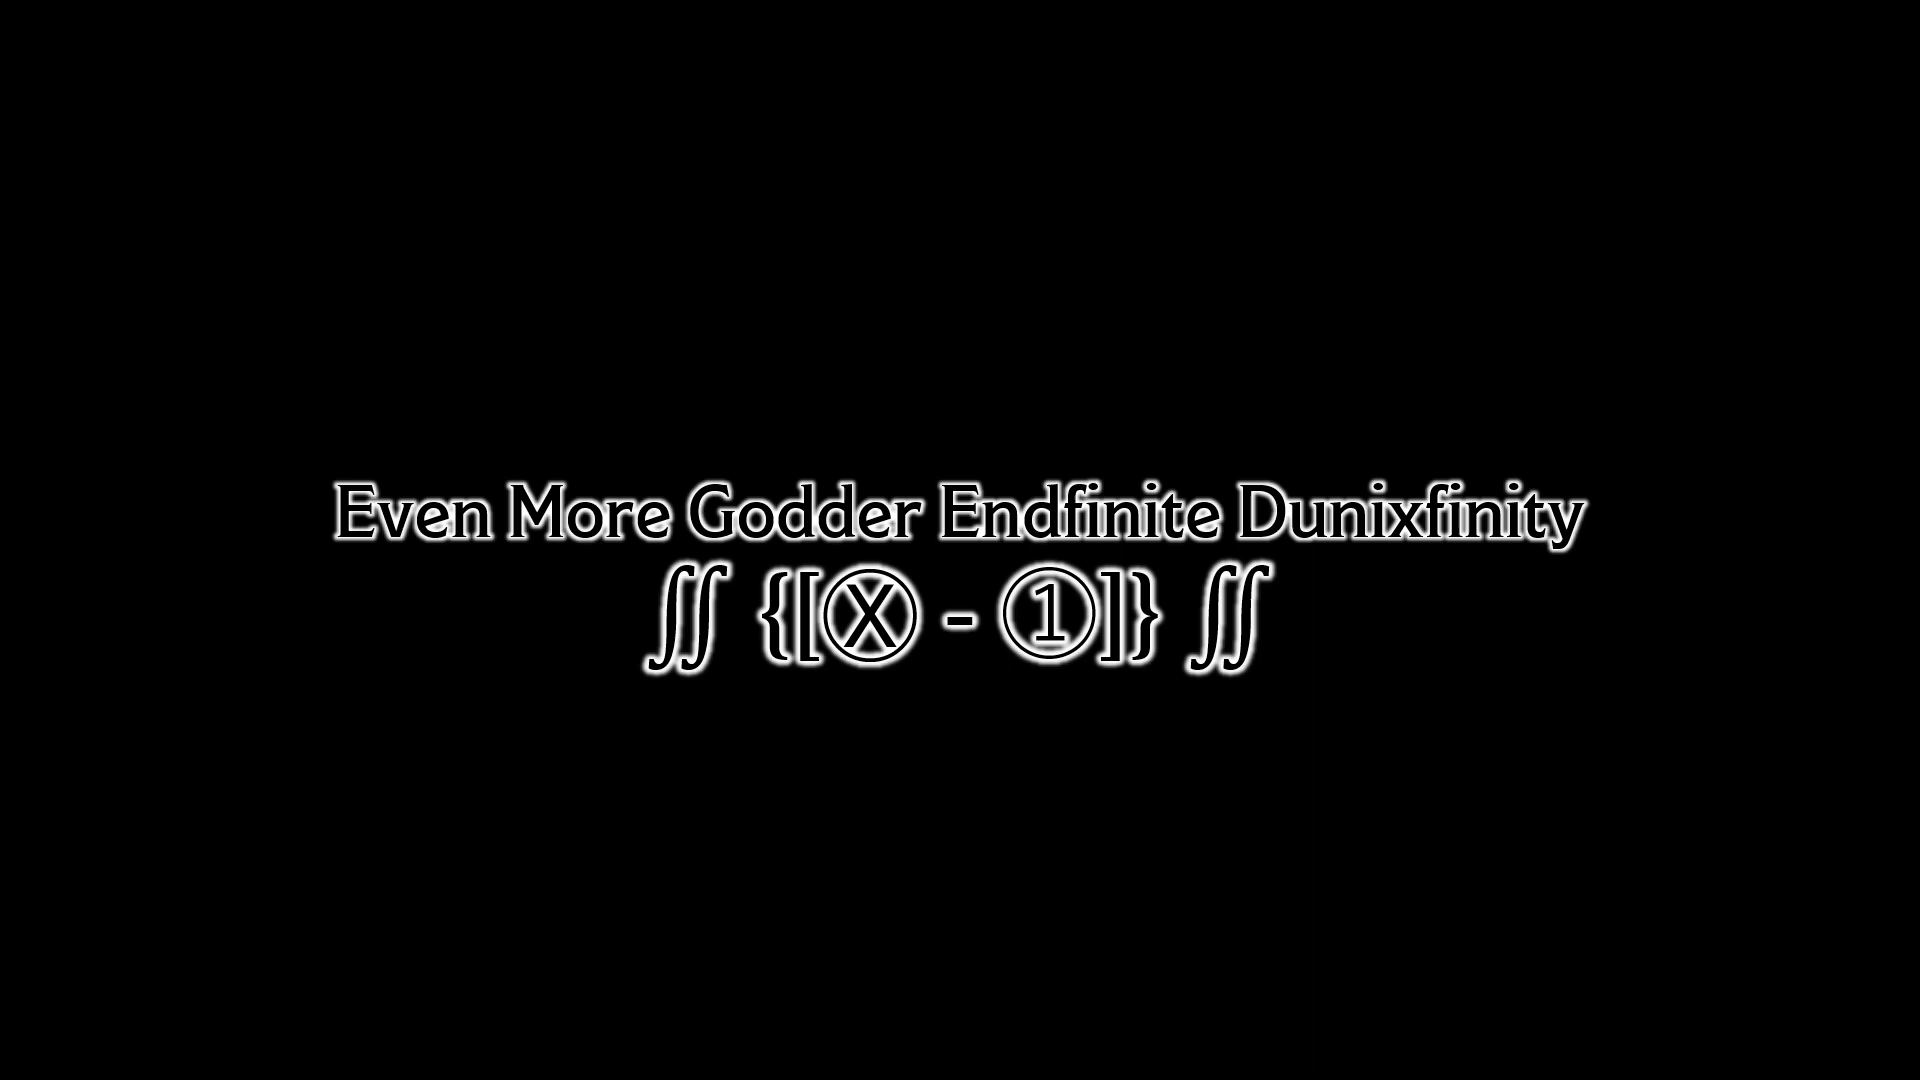 Even More Godder Endfinite Dunixfinity
∬ {[Ⓧ - ①]} ∬